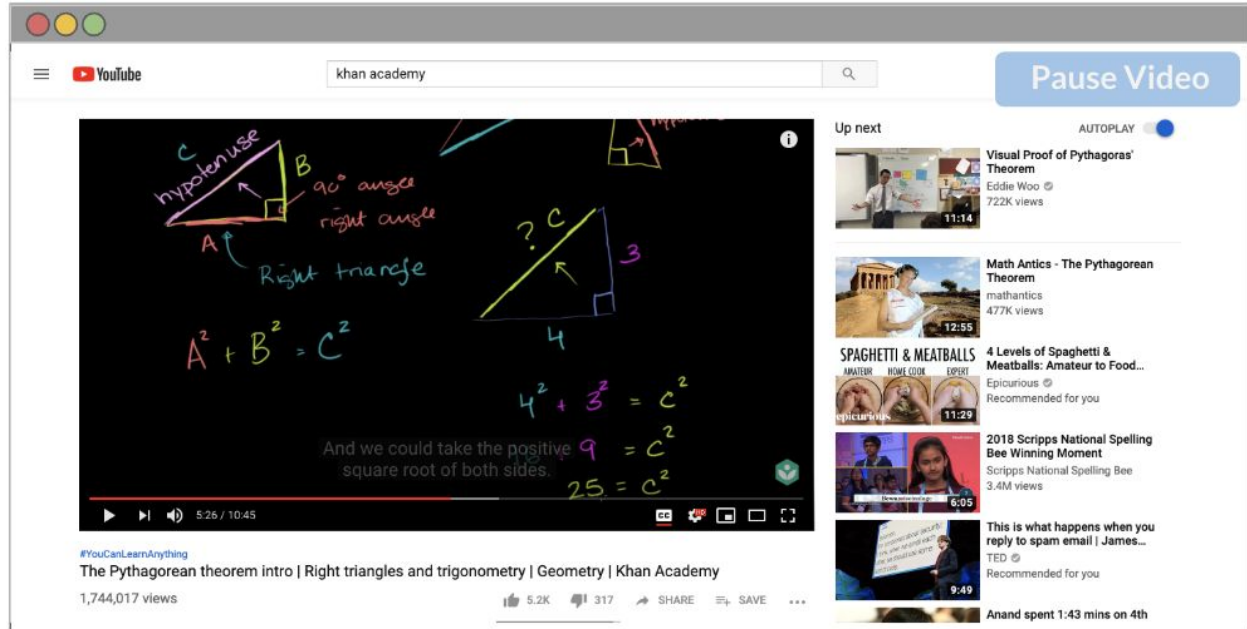 YouTube
khan academy
Pause Video
C
hypotenuse
B
90° angle
right angle
A
Right triangle
A² + B² = C²
? C
3
4
4² + 3² = C²
9 = C²
25 = C²
And we could take the positive
square root of both sides.
5:26 / 10:45
CC
HD
#YouCanLearnAnything
The Pythagorean theorem intro | Right triangles and trigonometry | Geometry | Khan Academy
1,744,017 views
5.2K
317
SHARE
SAVE
Up next
AUTOPLAY
11:14
Visual Proof of Pythagoras'
Theorem
Eddie Woo
722K views
12:55
Math Antics - The Pythagorean
Theorem
mathantics
477K views
SPAGHETTI & MEATBALLS
AMATEUR HOME COOK EXPERT
epicurious
11:29
4 Levels of Spaghetti &
Meatballs: Amateur to Food...
Epicurious
Recommended for you
6:05
2018 Scripps National Spelling
Bee Winning Moment
Scripps National Spelling Bee
3.4M views
9:49
This is what happens when you
reply to spam email | James...
TED
Recommended for you
Anand spent 1:43 mins on 4th